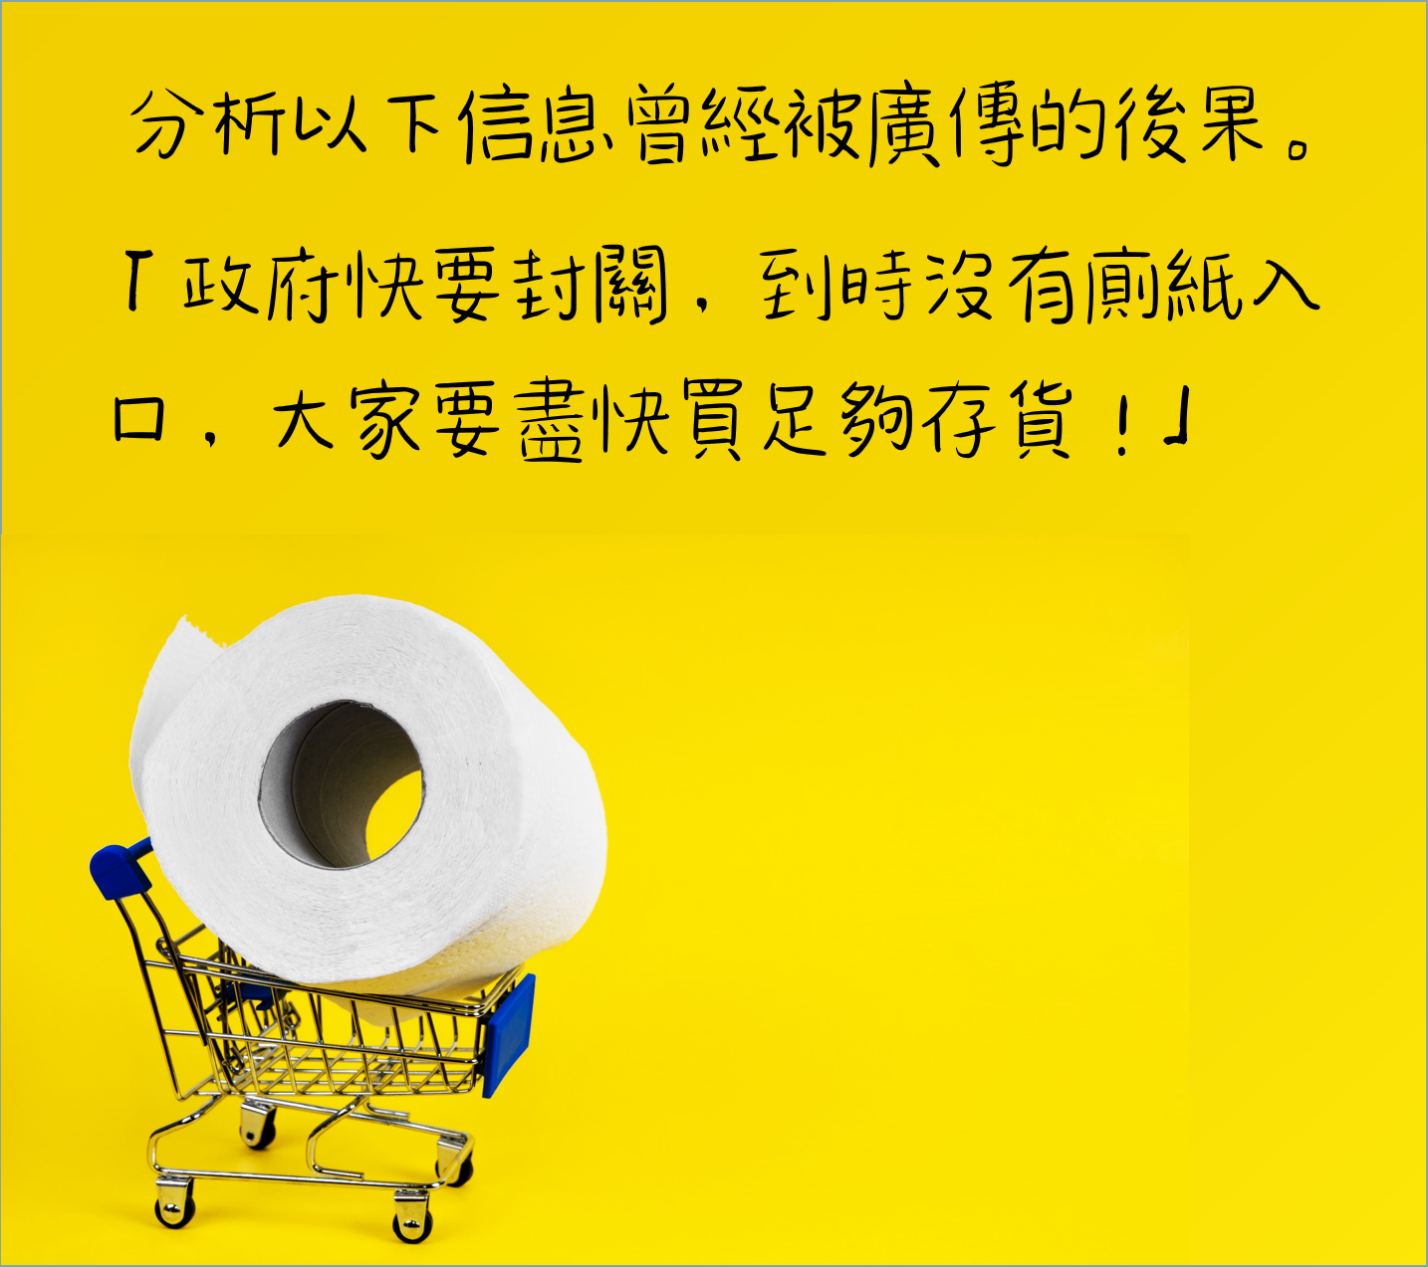 分析以下信息曾經被廣傳的後果。
「政府快要封關，到時沒有廁紙入
口，大家要盡快買足夠存貨！」